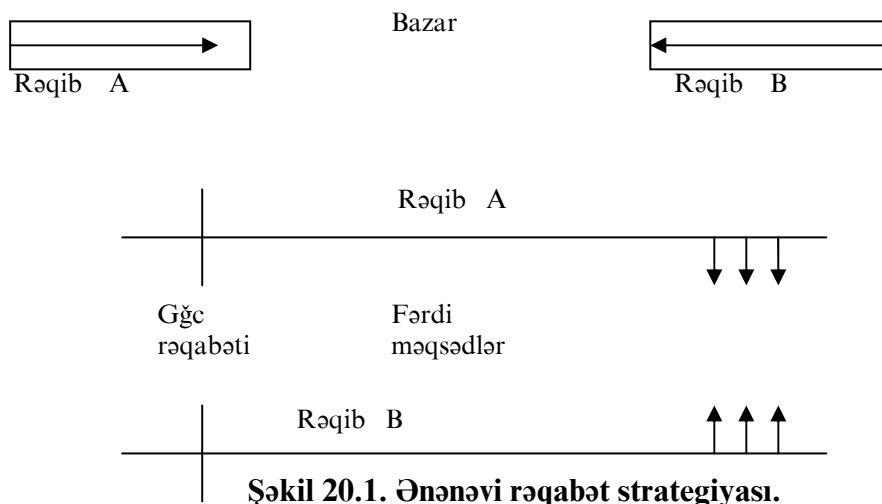 Bazar
Rəqib A
Rəqib B
Rəqib A
Gğc
rəqabəti
Fərdi
məqsədlər
Rəqib B
Şəkil 20.1. Ənənəvi rəqabət strategiyası.